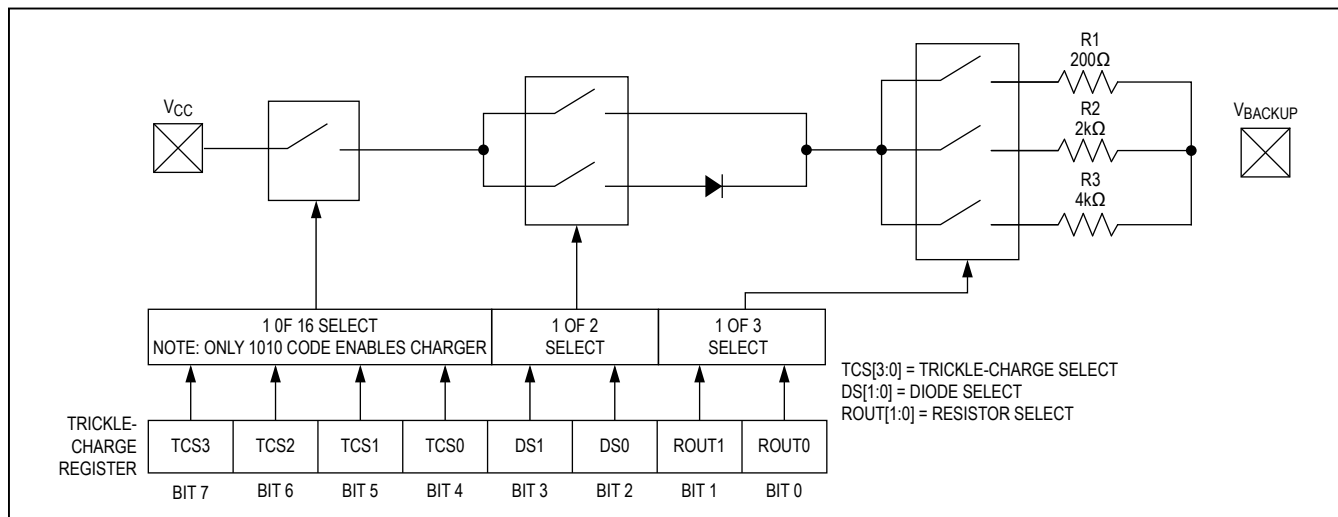 R1
200Ω
VCC
R2
2kΩ
VBACKUP
R3
4kΩ
1 0F 16 SELECT
NOTE: ONLY 1010 CODE ENABLES CHARGER
1 OF 2
SELECT
1 OF 3
SELECT
TCS[3:0] = TRICKLE-CHARGE SELECT
DS[1:0] = DIODE SELECT
ROUT[1:0] = RESISTOR SELECT
TRICKLE-
CHARGE
REGISTER
TCS3 TCS2 TCS1 TCS0 DS1 DS0 ROUT1 ROUT0
BIT 7 BIT 6 BIT 5 BIT 4 BIT 3 BIT 2 BIT 1 BIT 0